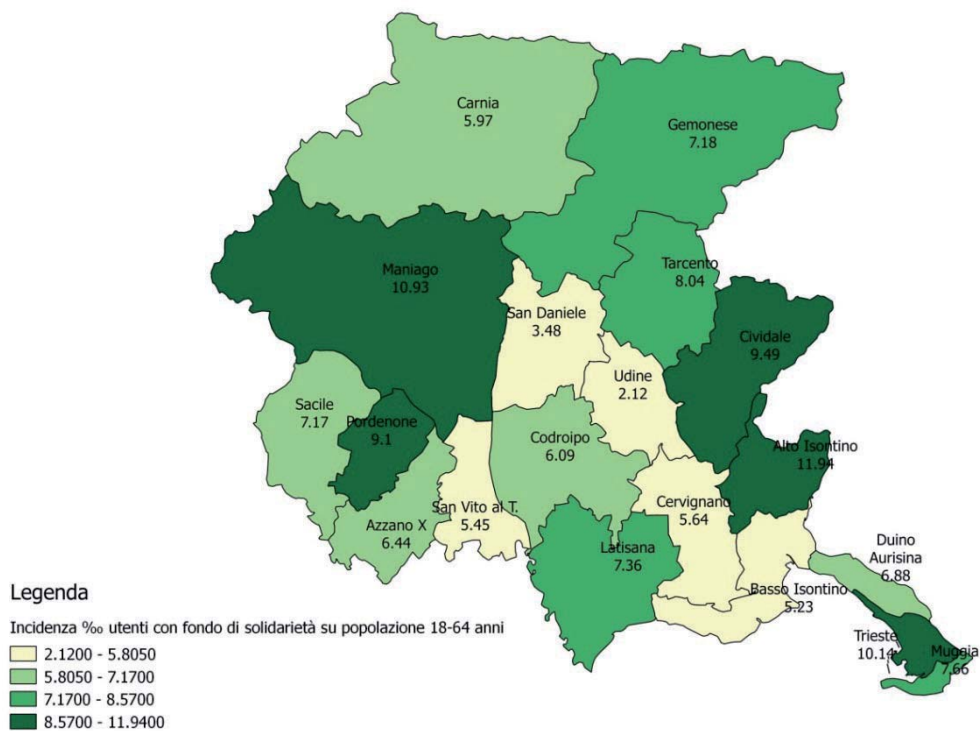 Carnia
5.97
Gemonese
7.18
Maniago
10.93
Tarcento
8.04
San Daniele
3.48
Cividale
9.49
Udine
2.12
Sacile
7.17
Pordenone
9.1
Codroipo
6.09
Alto Isontino
11.94
Azzano X
6.44
San Vito al T.
5.45
Cervignano
5.64
Latisana
7.36
Duino
Aurisina
6.88
Basso Isontino
5.23
Trieste
10.14
Muggia
7.66
Legenda
Incidenza ‰ utenti con fondo di solidarietà su popolazione 18-64 anni
2.1200 - 5.8050
5.8050 - 7.1700
7.1700 - 8.5700
8.5700 - 11.9400